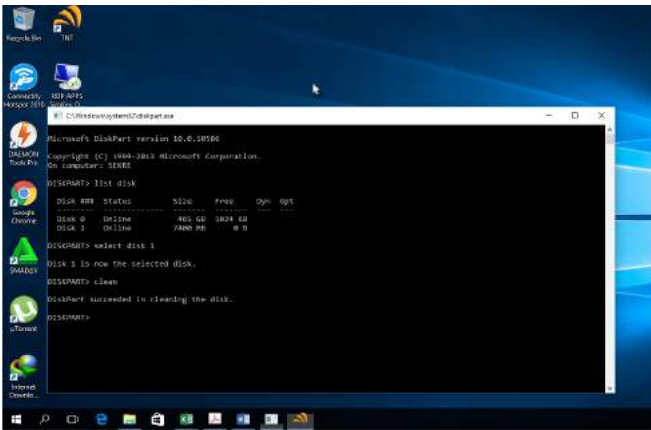 Recycle Bin
TNT
Connectify
Hotspot 2016
RDP APPS
C:\Windows\system32\diskpart.exe
Microsoft DiskPart version 10.0.10586
Copyright (C) 1999-2013 Microsoft Corporation.
On computer: SEKRE
DISKPART> list disk
Disk ### Status Size Free Dyn Gpt
Disk 0 Online 465 GB 1024 KB
Disk 1 Online 7400 MB 0 B
DISKPART> select disk 1
Disk 1 is now the selected disk.
DISKPART> clean
DiskPart succeeded in cleaning the disk.
DISKPART>
DAEMON
Tools Pro
Google
Chrome
SMADAV
uTorrent
Internet
Downlo...